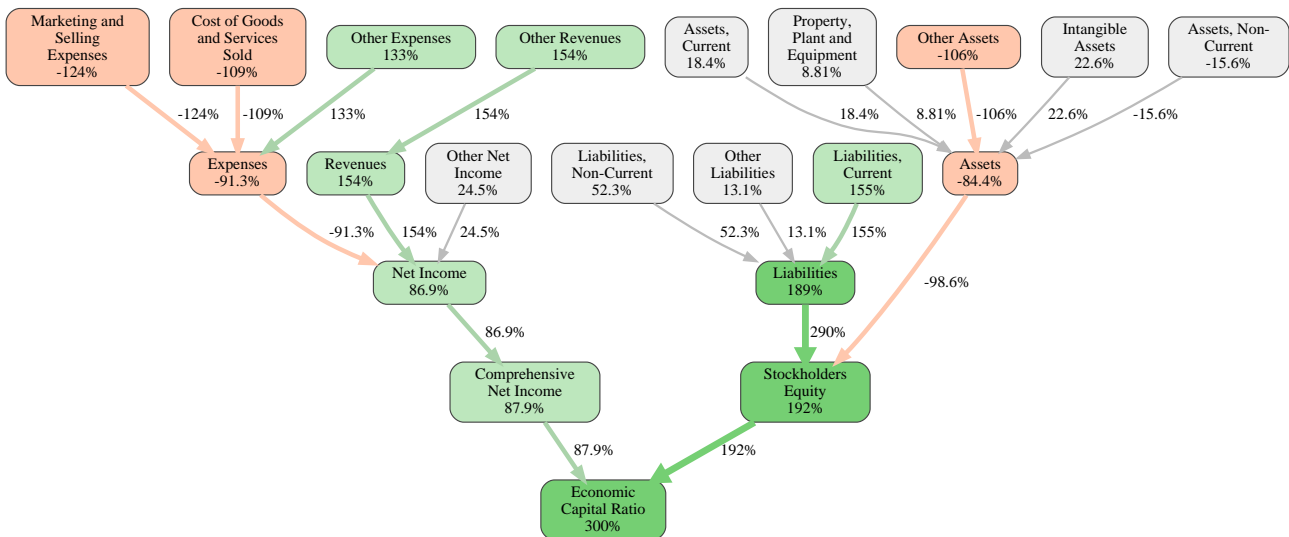 Marketing and
Selling
Expenses
-124%
Cost of Goods
and Services
Sold
-109%
Other Expenses
133%
Other Revenues
154%
Assets,
Current
18.4%
Property,
Plant and
Equipment
8.81%
Other Assets
-106%
Intangible
Assets
22.6%
Assets, Non-
Current
-15.6%
-124%
-109%
133%
154%
18.4%
8.81%
-106%
22.6%
-15.6%
Expenses
-91.3%
Revenues
154%
Other Net
Income
24.5%
Liabilities,
Non-Current
52.3%
Other
Liabilities
13.1%
Liabilities,
Current
155%
Assets
-84.4%
-91.3%
154%
24.5%
52.3%
13.1%
155%
-98.6%
Net Income
86.9%
Liabilities
189%
86.9%
290%
Comprehensive
Net Income
87.9%
Stockholders
Equity
192%
87.9%
192%
Economic
Capital Ratio
300%